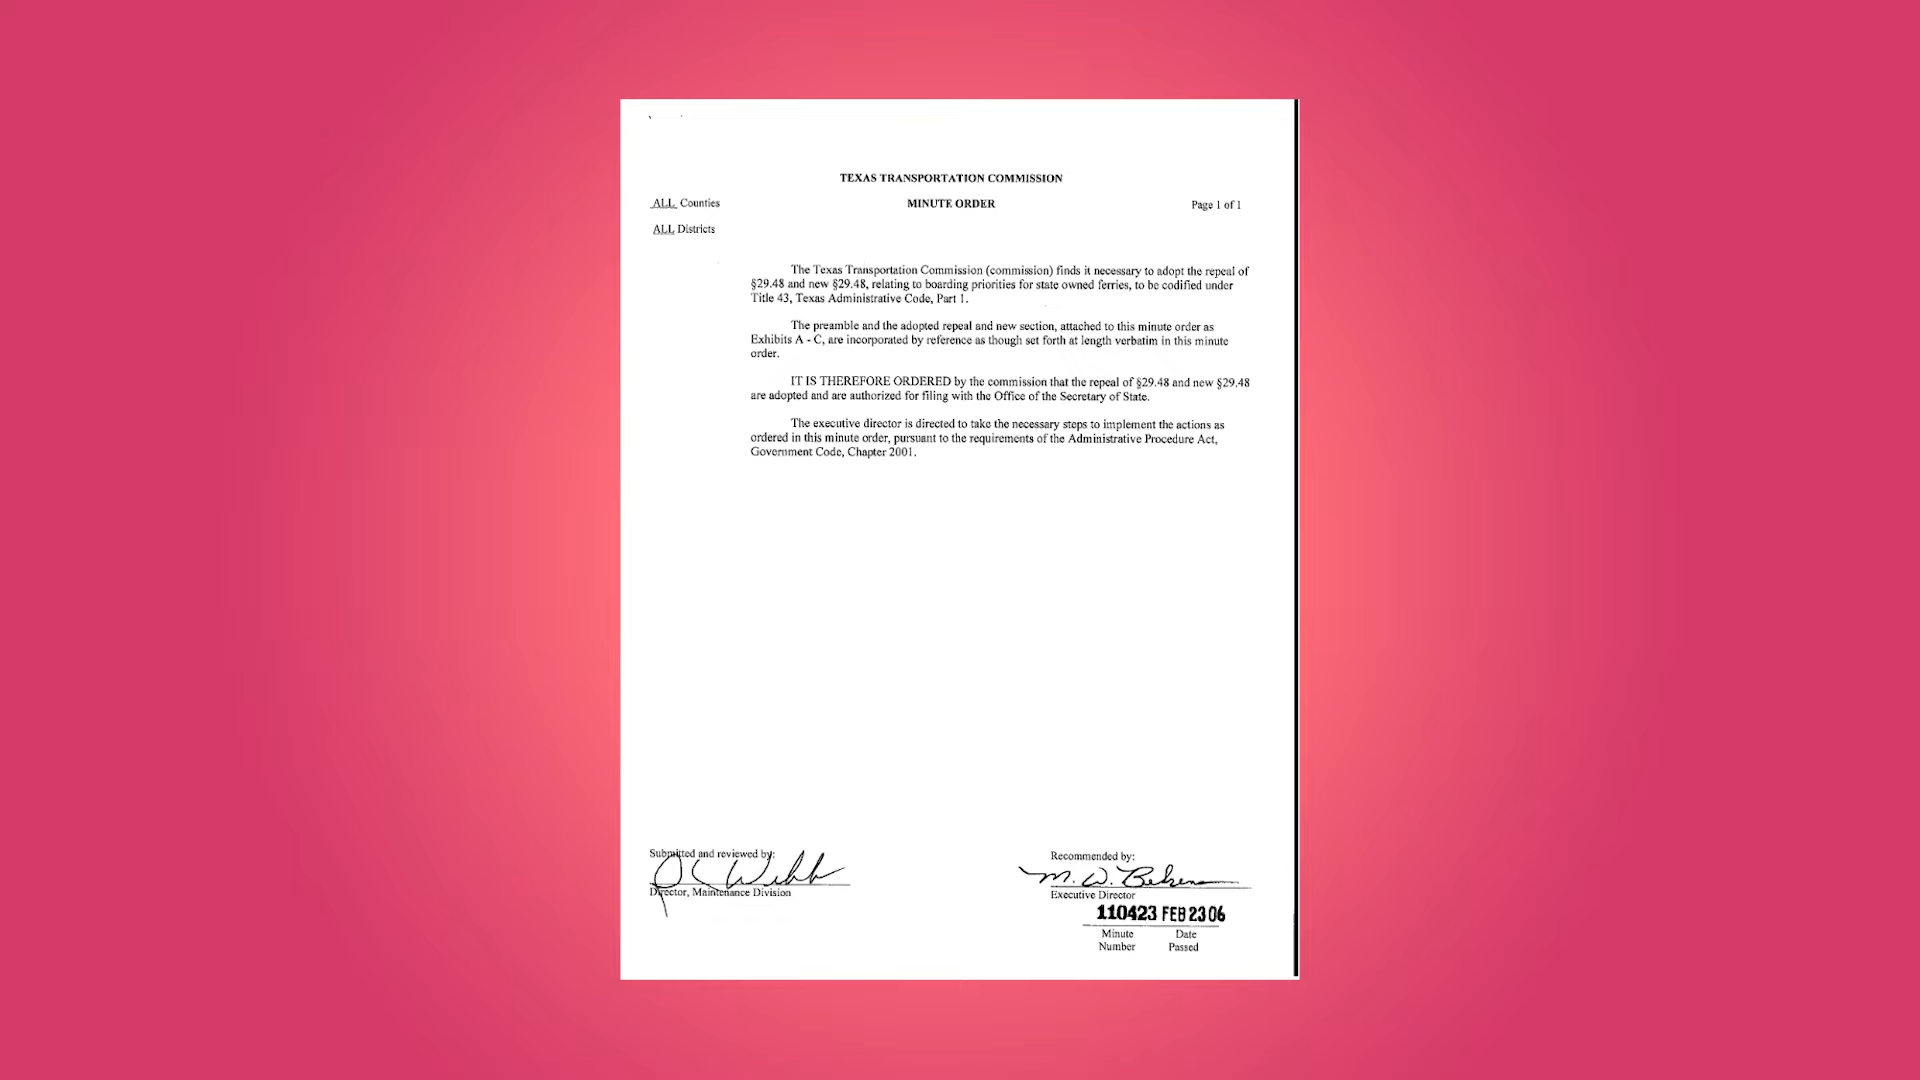 TEXAS TRANSPORTATION COMMISSION
ALL Counties MINUTE ORDER Page 1 of 1
ALL Districts
The Texas Transportation Commission (commission) finds it necessary to adopt the repeal of
§29.48 and new §29.48, relating to boarding priorities for state owned ferries, to be codified under
Title 43, Texas Administrative Code, Part 1.
The preamble and the adopted repeal and new section, attached to this minute order as
Exhibits A - C, are incorporated by reference as though set forth at length verbatim in this minute
order.
IT IS THEREFORE ORDERED by the commission that the repeal of §29.48 and new §29.48
are adopted and are authorized for filing with the Office of the Secretary of State.
The executive director is directed to take the necessary steps to implement the actions as
ordered in this minute order, pursuant to the requirements of the Administrative Procedure Act,
Government Code, Chapter 2001.
Submitted and reviewed by:
Director, Maintenance Division
Recommended by:
M. W. Behrens
Executive Director
110423 FEB 23 06
Minute Date
Number Passed